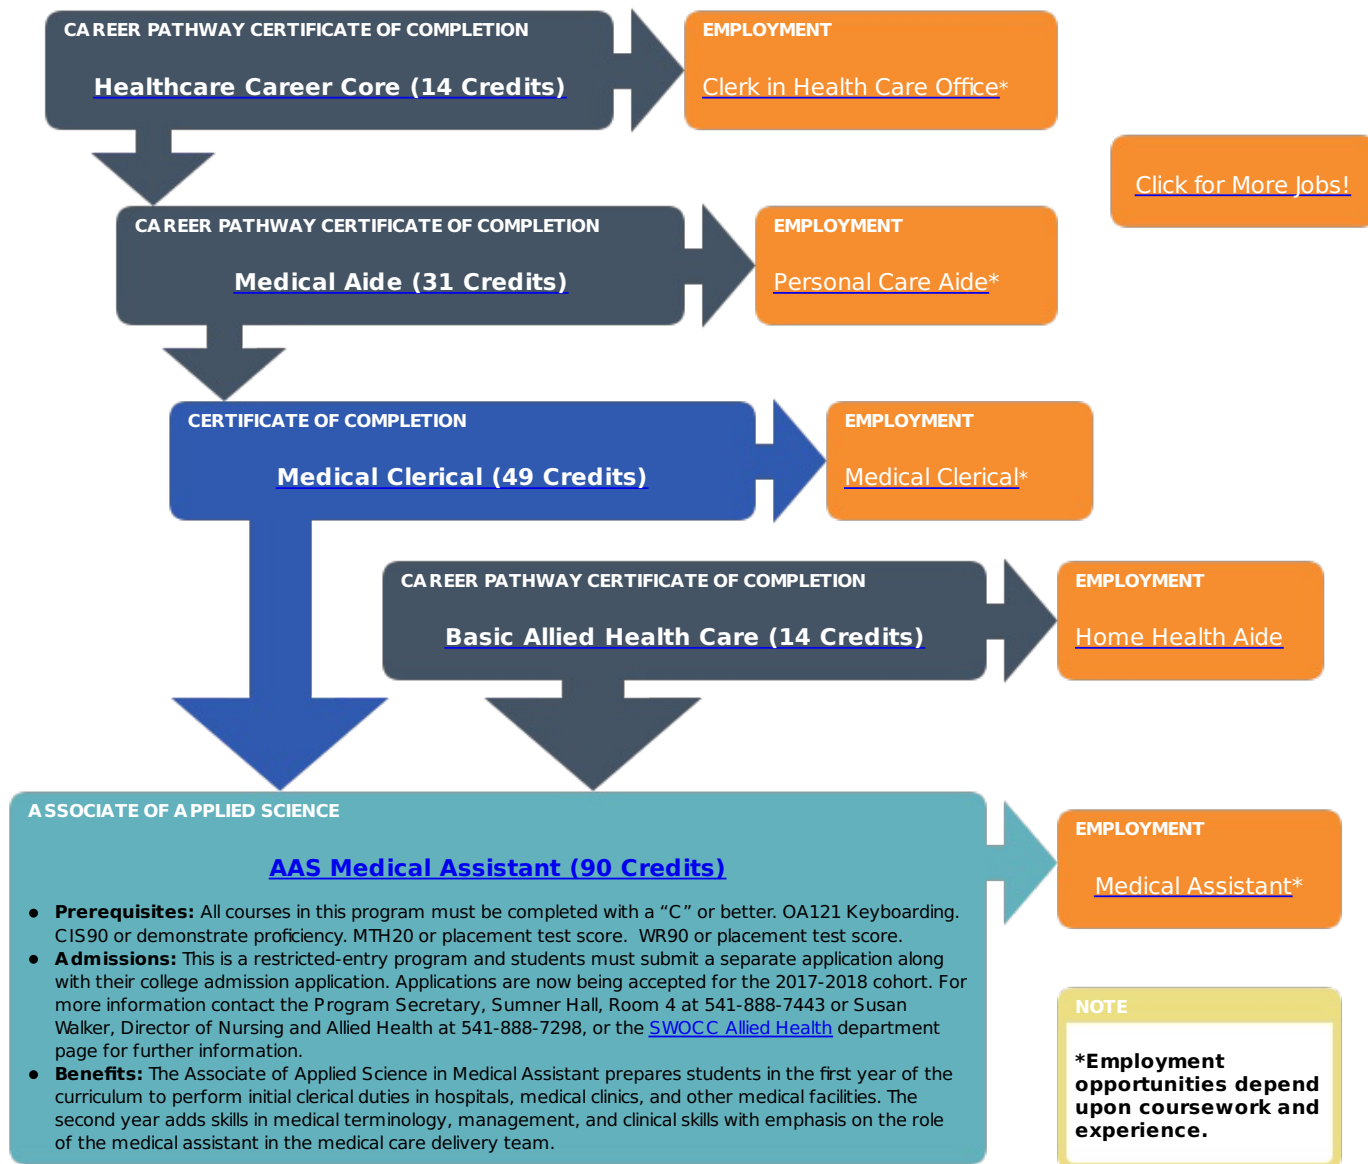 CAREER PATHWAY CERTIFICATE OF COMPLETION
Healthcare Career Core (14 Credits)
EMPLOYMENT
Clerk in Health Care Office*
Click for More Jobs!
CAREER PATHWAY CERTIFICATE OF COMPLETION
Medical Aide (31 Credits)
EMPLOYMENT
Personal Care Aide*
CERTIFICATE OF COMPLETION
Medical Clerical (49 Credits)
EMPLOYMENT
Medical Clerical*
CAREER PATHWAY CERTIFICATE OF COMPLETION
Basic Allied Health Care (14 Credits)
EMPLOYMENT
Home Health Aide
ASSOCIATE OF APPLIED SCIENCE
AAS Medical Assistant (90 Credits)
● Prerequisites: All courses in this program must be completed with a “C” or better. OA121 Keyboarding.
CIS90 or demonstrate proficiency. MTH20 or placement test score. WR90 or placement test score.
● Admissions: This is a restricted-entry program and students must submit a separate application along
with their college admission application. Applications are now being accepted for the 2017-2018 cohort. For
more information contact the Program Secretary, Sumner Hall, Room 4 at 541-888-7443 or Susan
Walker, Director of Nursing and Allied Health at 541-888-7298, or the SWOCC Allied Health department
page for further information.
● Benefits: The Associate of Applied Science in Medical Assistant prepares students in the first year of the
curriculum to perform initial clerical duties in hospitals, medical clinics, and other medical facilities. The
second year adds skills in medical terminology, management, and clinical skills with emphasis on the role
of the medical assistant in the medical care delivery team.
EMPLOYMENT
Medical Assistant*
NOTE
*Employment
opportunities depend
upon coursework and
experience.